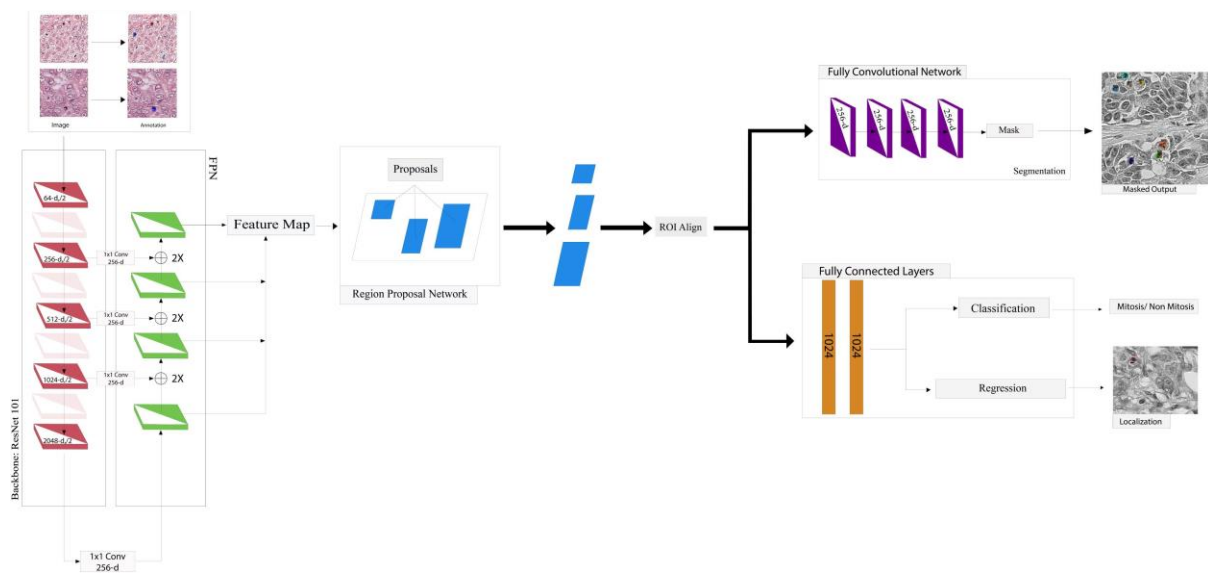 Image
Annotation
Backbone: ResNet 101
64-d,/2
256-d,/2
512-d,/2
1024-d,/2
2048-d,/2
1x1 Conv
256-d
1x1 Conv
256-d
1x1 Conv
256-d
1x1 Conv
256-d
FPN
2X
2X
2X
Feature Map
Proposals
Region Proposal Network
ROI Align
Fully Convolutional Network
256-d
256-d
256-d
256-d
Mask
Segmentation
Masked Output
Fully Connected Layers
1024
1024
Classification
Regression
Mitosis/ Non Mitosis
Localization